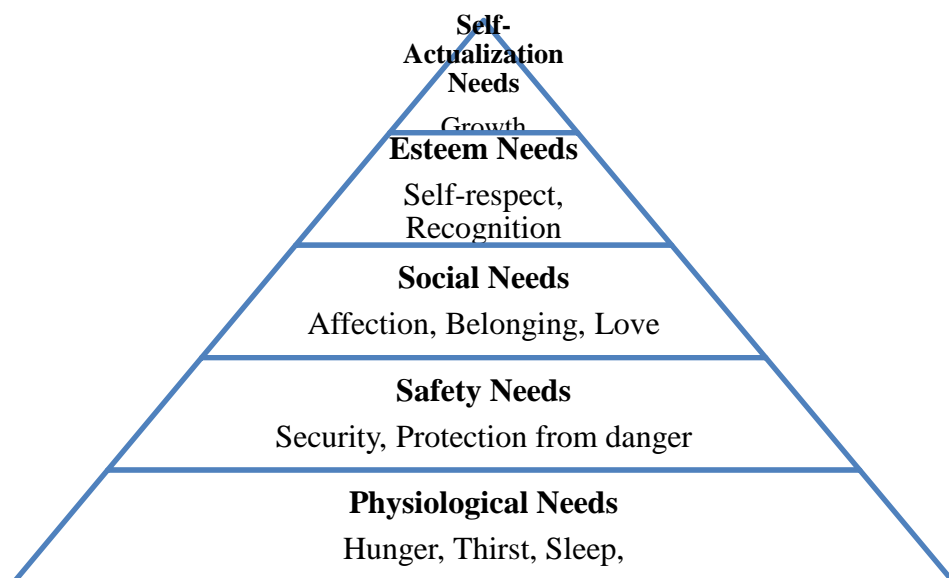 Self-
Actualization
Needs
Growth
Esteem Needs
Self-respect,
Recognition
Social Needs
Affection, Belonging, Love
Safety Needs
Security, Protection from danger
Physiological Needs
Hunger, Thirst, Sleep,